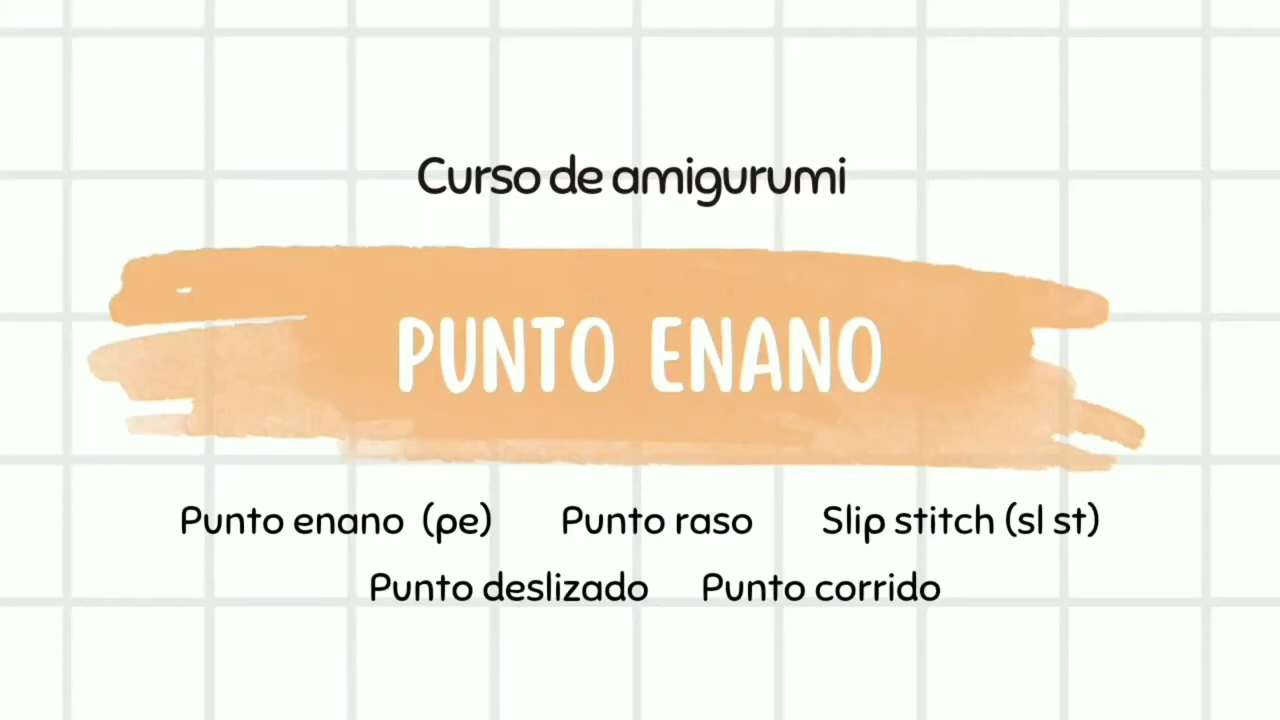 Curso de amigurumi
PUNTO ENANO
Punto enano (pe) Punto raso Slip stitch (sl st)
Punto deslizado Punto corrido